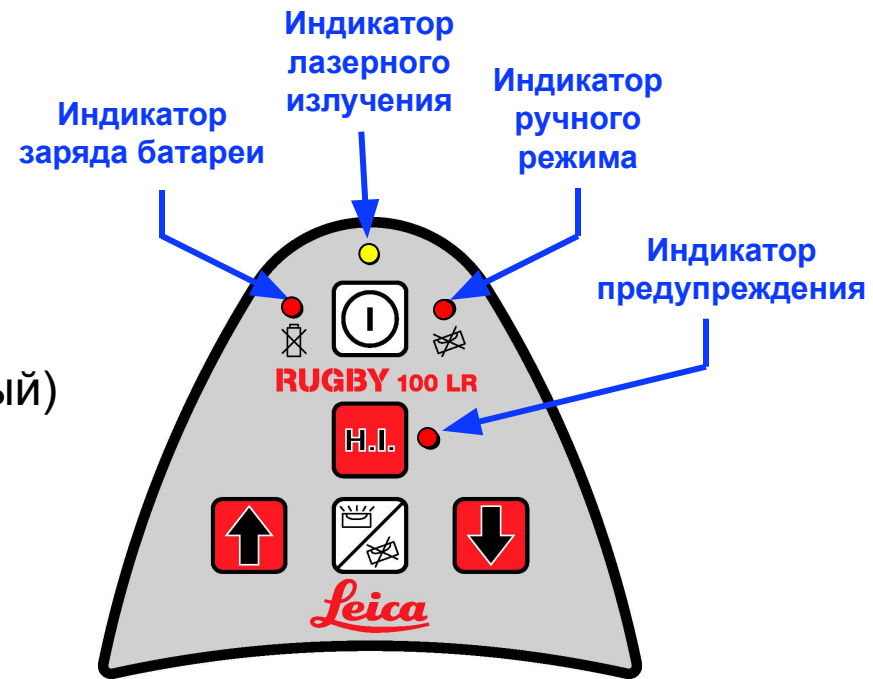 Индикатор
лазерного
излучения
Индикатор
ручного
режима
Индикатор
заряда батареи
Индикатор
предупреждения
RUGBY 100 LR
ый)
H.I.
Leica